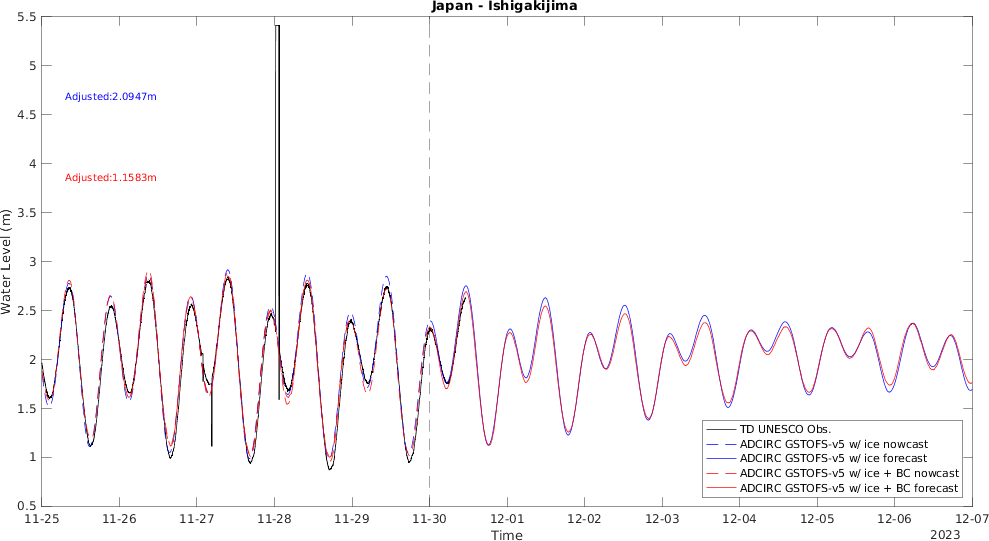 Japan - Ishigakijima
5.5
5
4.5
4
3.5
3
2.5
2
1.5
1
0.5
Water Level (m)
Adjusted:2.0947m
Adjusted:1.1583m
TD UNESCO Obs.
ADCIRC GSTOFS-v5 w/ ice nowcast
ADCIRC GSTOFS-v5 w/ ice forecast
ADCIRC GSTOFS-v5 w/ ice + BC nowcast
ADCIRC GSTOFS-v5 w/ ice + BC forecast
11-25 11-26 11-27 11-28 11-29 11-30 12-01 12-02 12-03 12-04 12-05 12-06 12-07
Time
2023